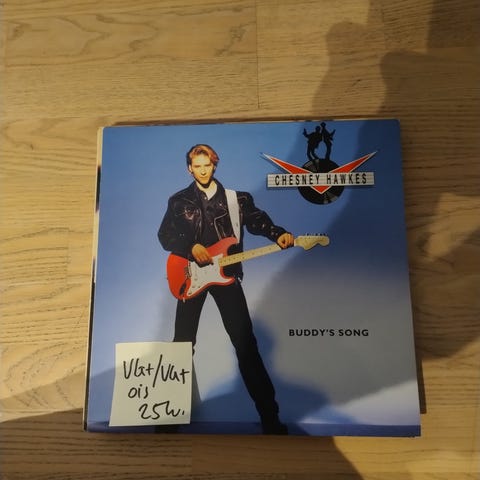 CHESNEY HAWKES
BUDDY'S SONG
VG+/VG+
ois
25kr.